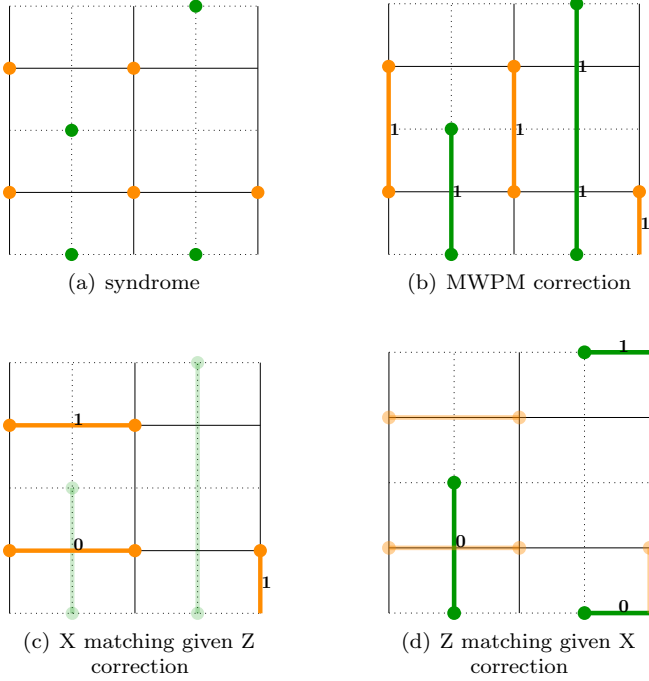 (a) syndrome
1
1
1
1
1
1
(b) MWPM correction
1
0
1
(c) X matching given Z
correction
1
0
0
(d) Z matching given X
correction